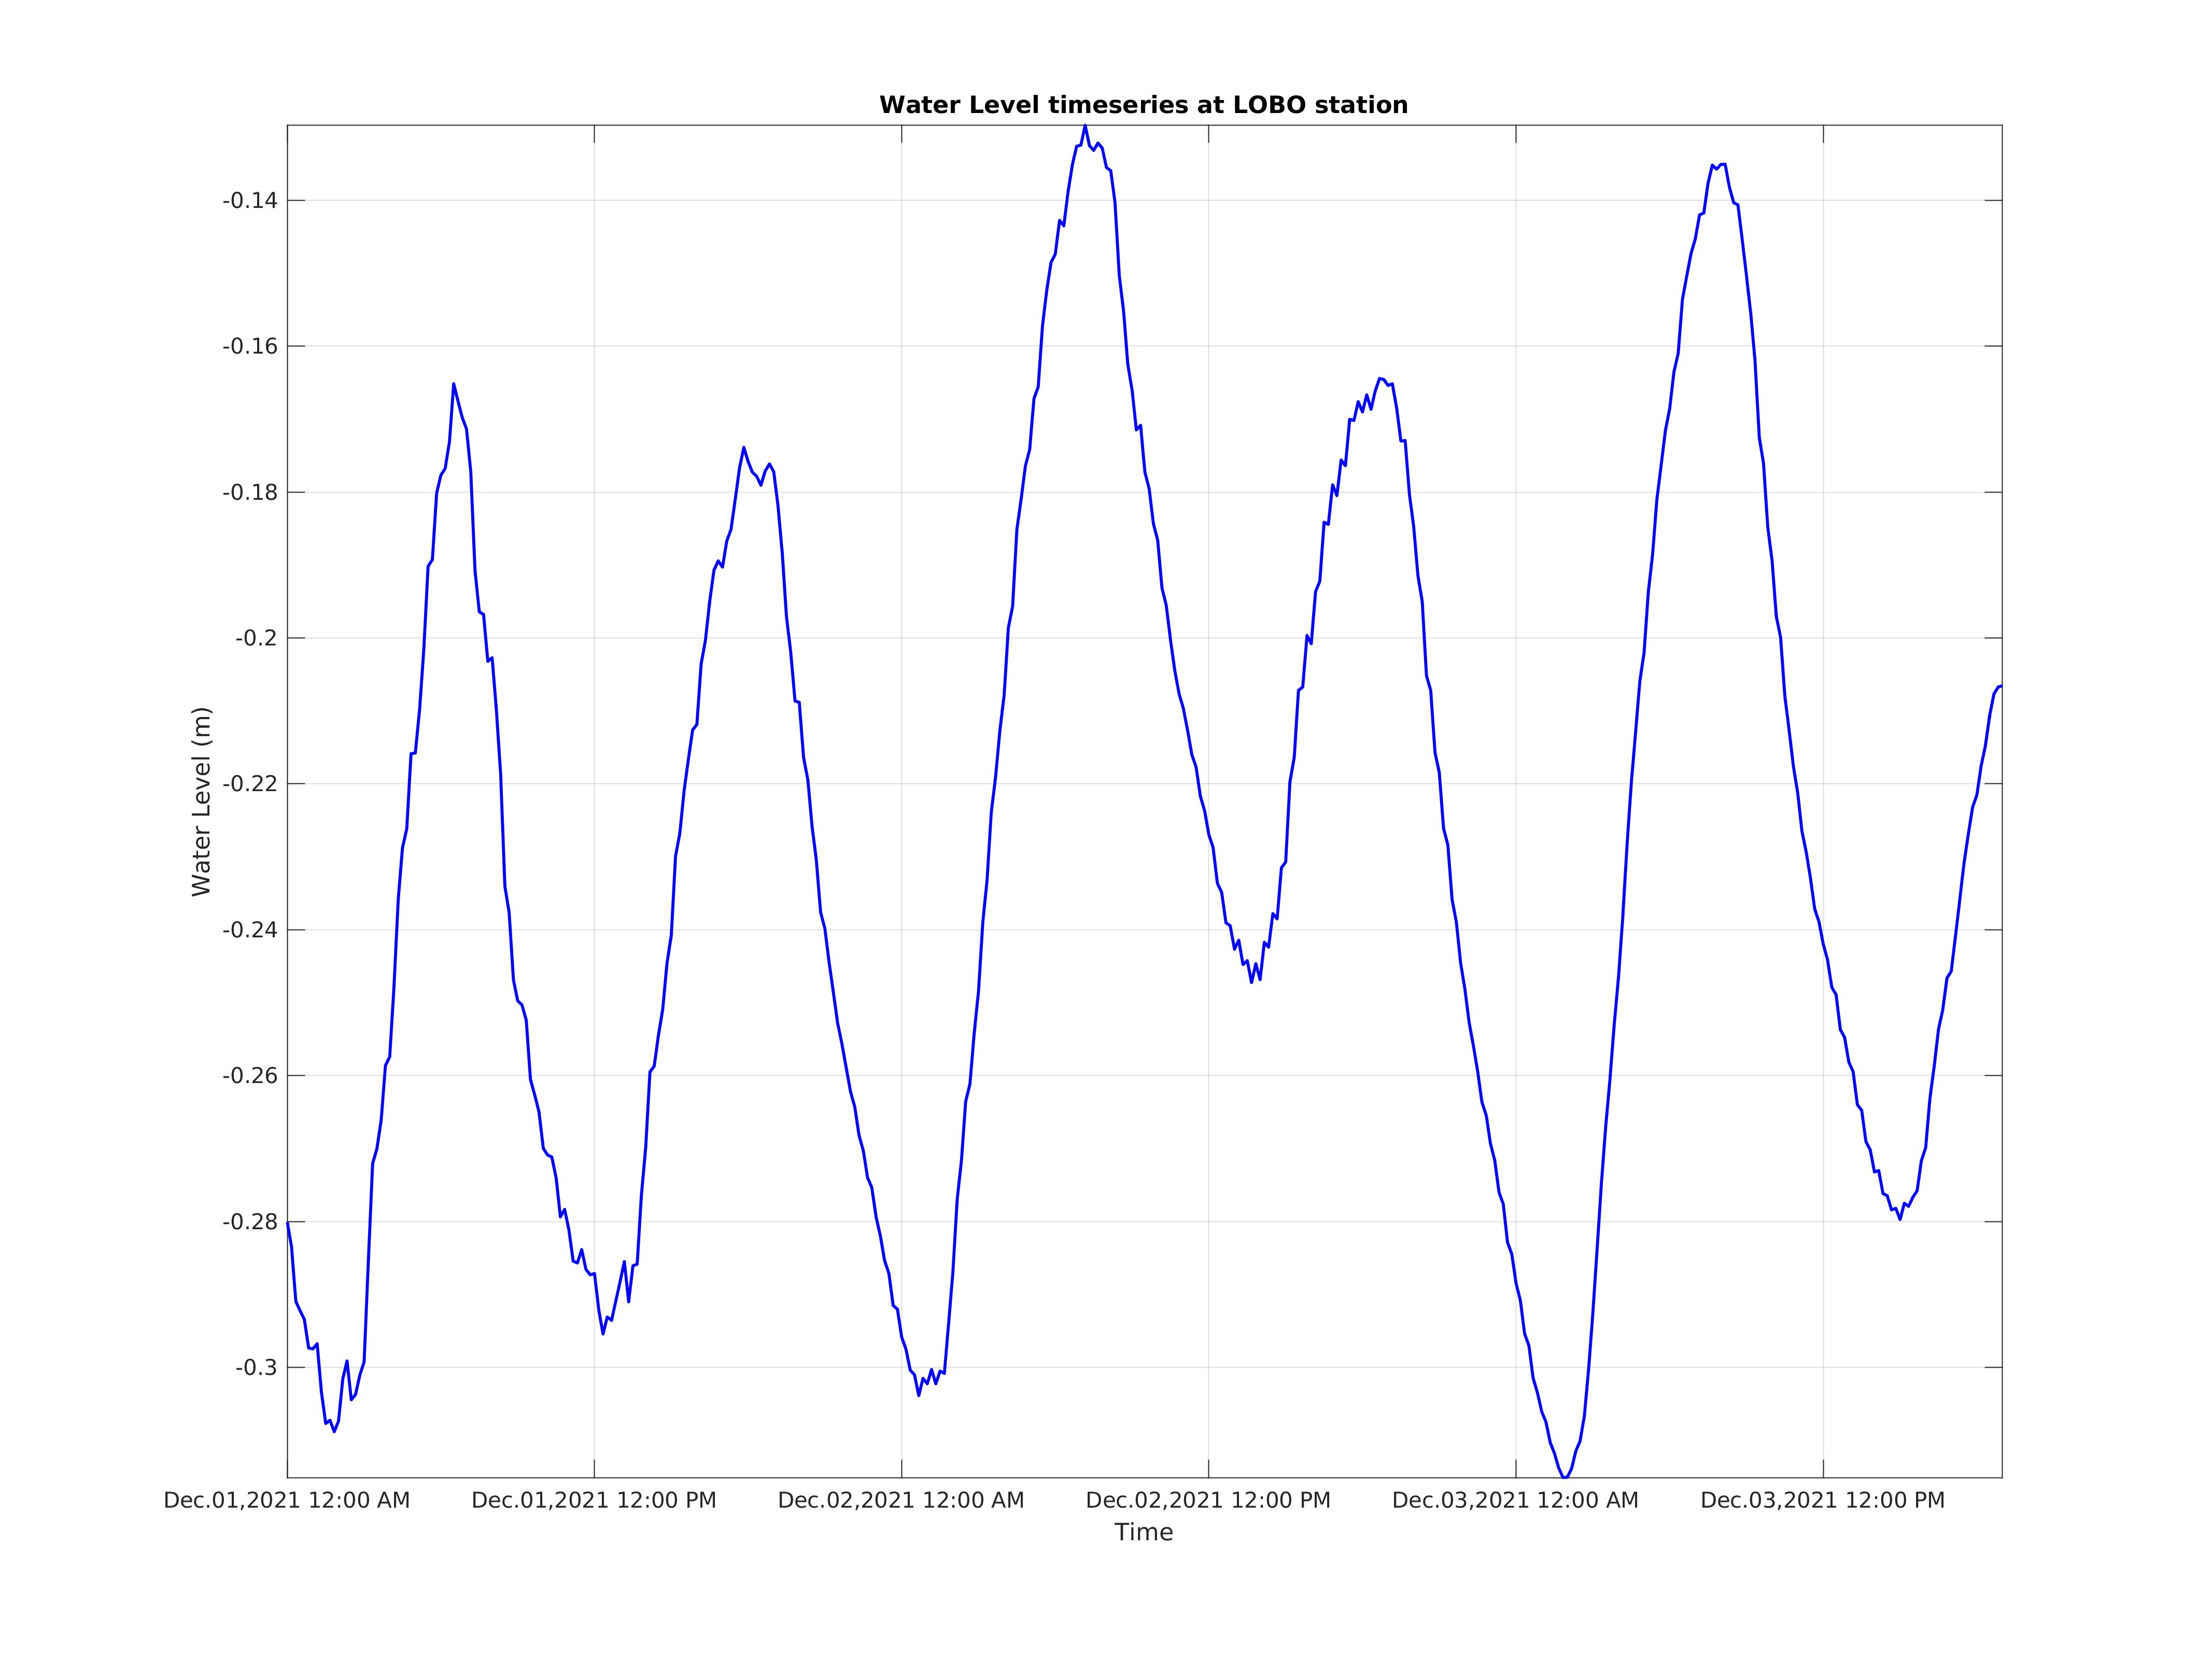 Water Level timeseries at LOBO station
-0.14
-0.16
-0.18
-0.2
-0.22
-0.24
-0.26
-0.28
-0.3
Water Level (m)
Dec.01,2021 12:00 AM Dec.01,2021 12:00 PM Dec.02,2021 12:00 AM Dec.02,2021 12:00 PM Dec.03,2021 12:00 AM Dec.03,2021 12:00 PM
Time